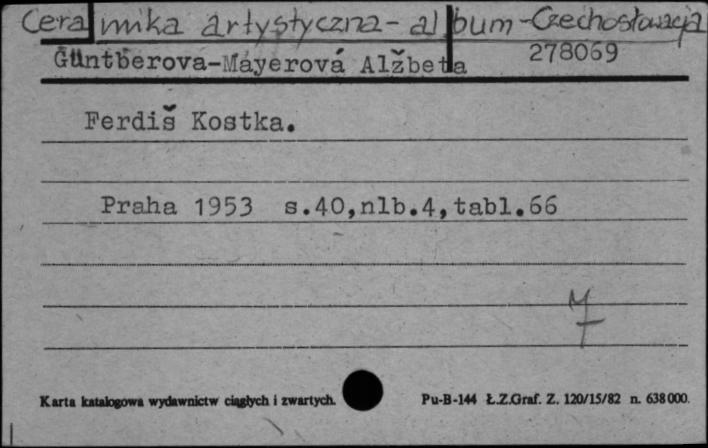 Ceramika artystyczna - album - Czechosłowacja
Güntberova-Mayerová Alžbeta 278069
Ferdiš Kostka.
Praha 1953 s.40,nlb.4,tabl.66
Karta katalogowa wydawnictw ciągłych i zwartych. Pu-B-144 Ł.Z.Graf. Z. 120/15/82 n. 638000.